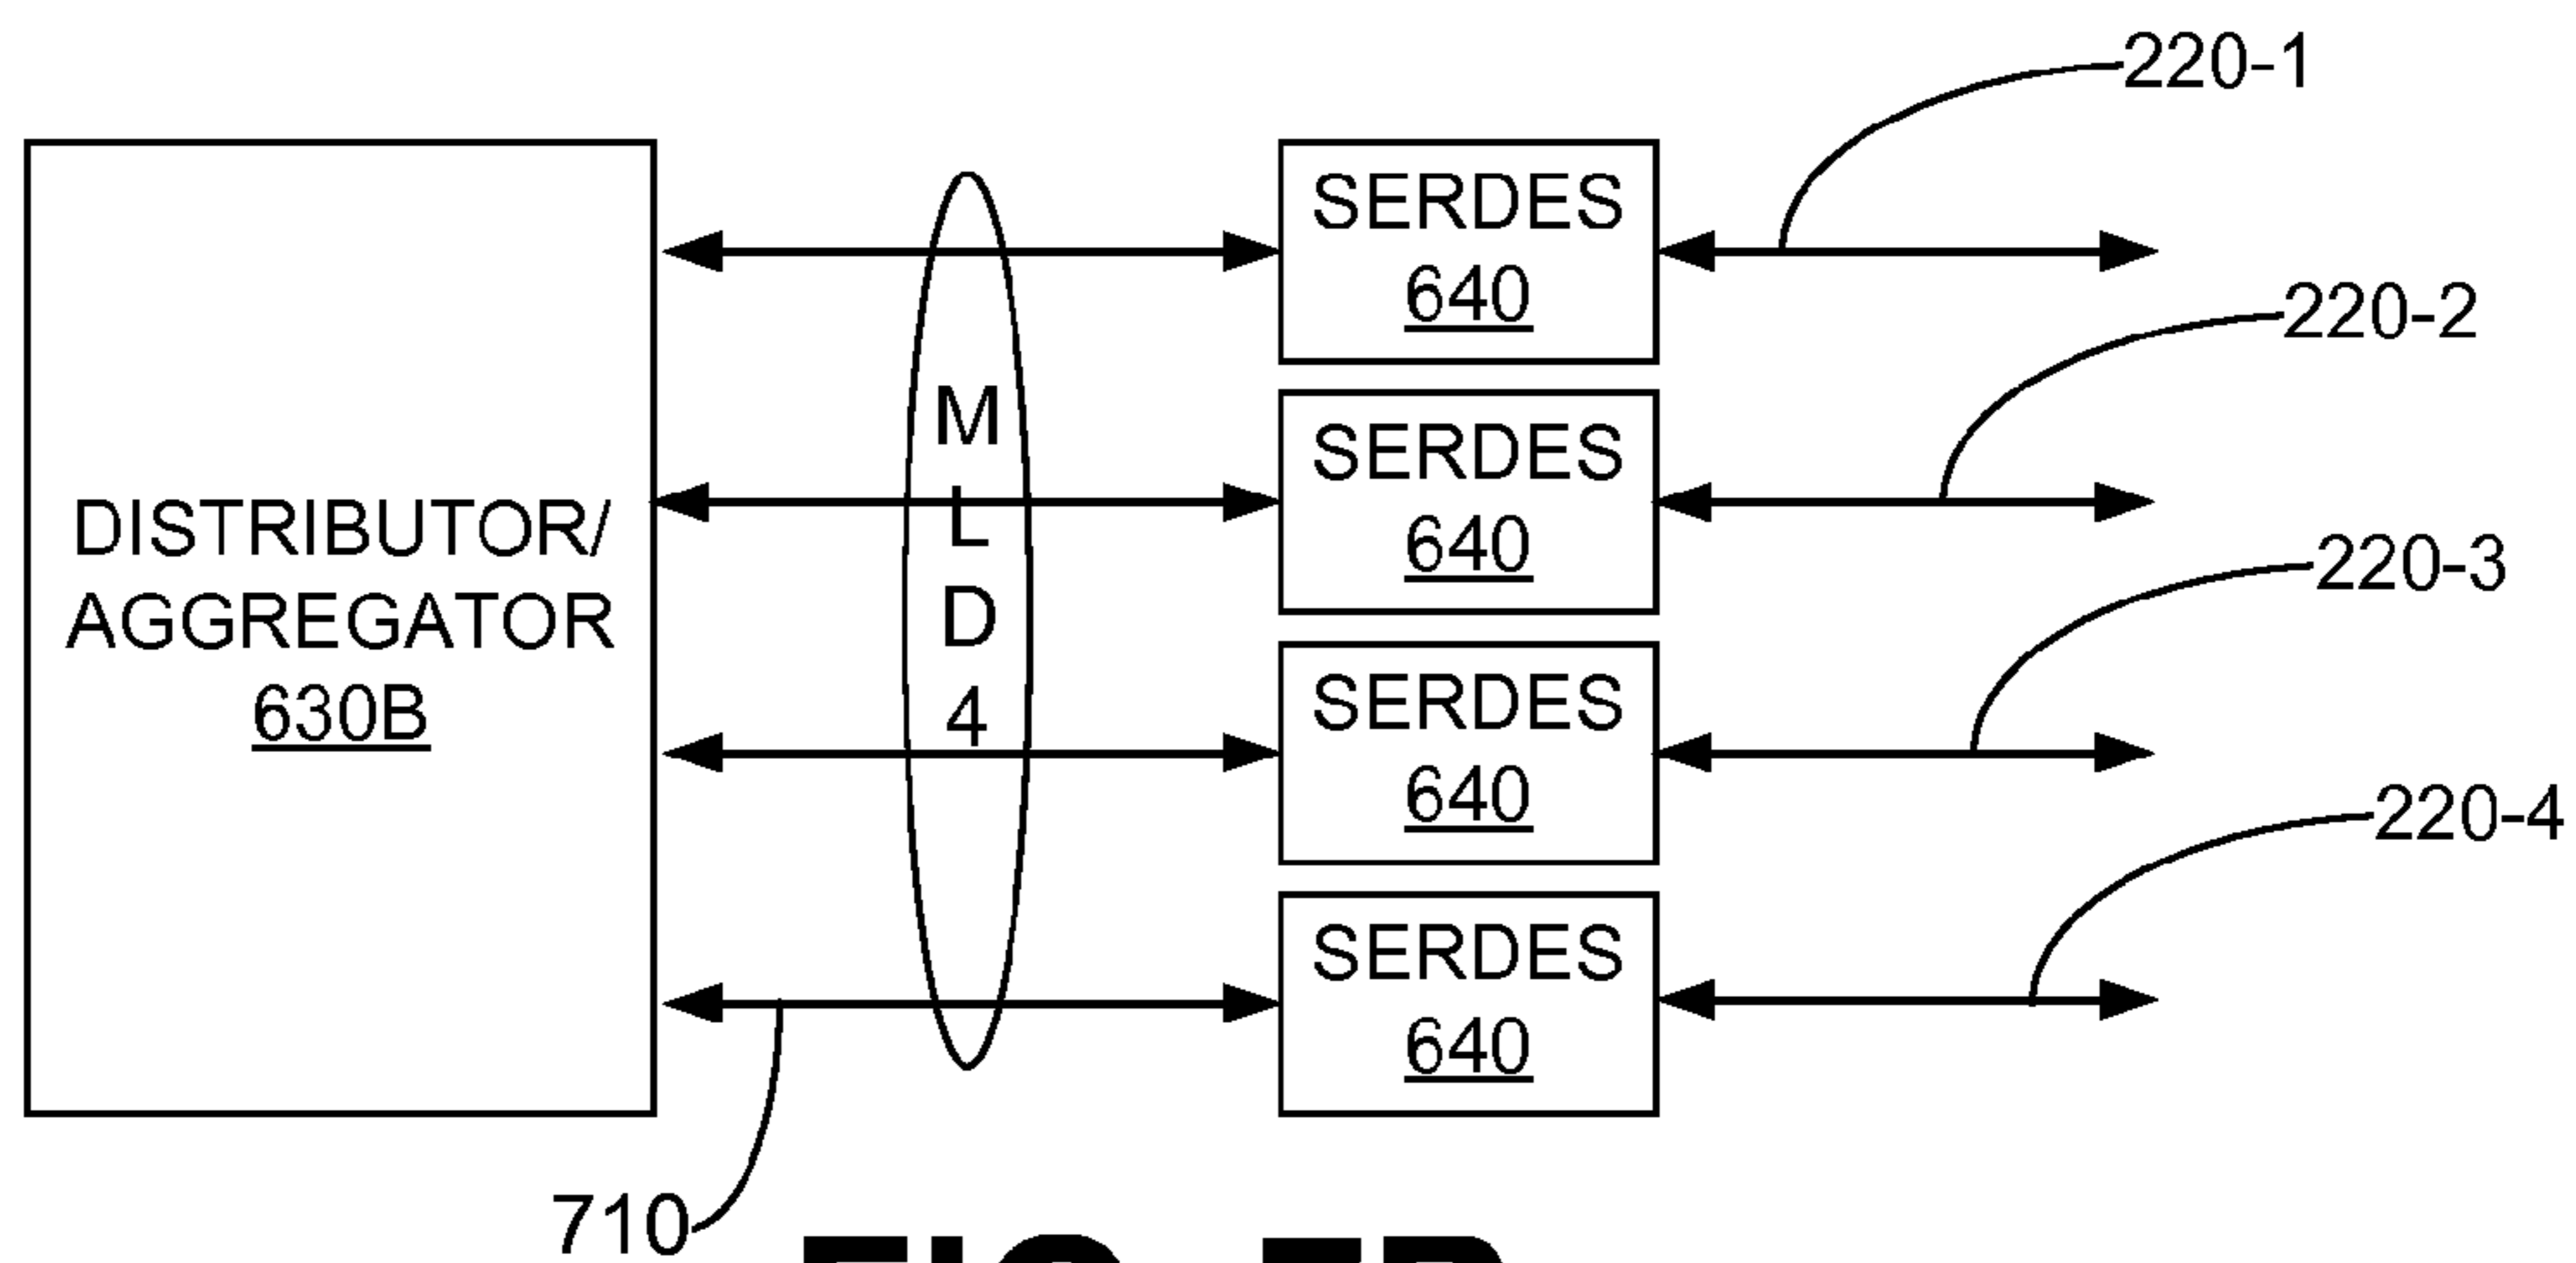 220-1
SERDES
640
220-2
M
L
D
4
SERDES
640
DISTRIBUTOR/
AGGREGATOR
630B
220-3
SERDES
640
220-4
SERDES
640
710